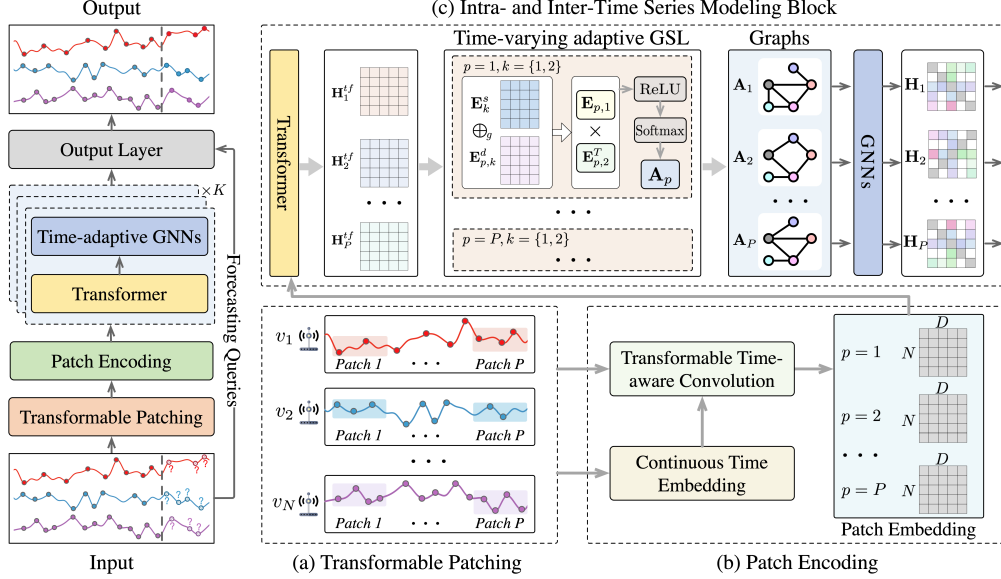 Output
Output Layer
×K
Time-adaptive GNNs
Transformer
Patch Encoding
Transformable Patching
Forecasting Queries
? ? ?
? ? ? ?
? ? ?
Input
(c) Intra- and Inter-Time Series Modeling Block
Transformer
H_1^{tf}
H_2^{tf}
• • •
H_P^{tf}
Time-varying adaptive GSL
p = 1, k = {1, 2}
E_k^s
⊕_g
E_{p,k}^d
E_{p,1}
×
E_{p,2}^T
ReLU
Softmax
A_p
• • •
p = P, k = {1, 2}
• • •
Graphs
A_1
A_2
• • •
A_P
GNNs
H_1
H_2
• • •
H_P
v_1
Patch 1 • • • Patch P
v_2
Patch 1 • • • Patch P
• • •
v_N
Patch 1 • • • Patch P
(a) Transformable Patching
Transformable Time-
aware Convolution
Continuous Time
Embedding
D
p = 1 N
D
p = 2 N
• • •
D
p = P N
Patch Embedding
(b) Patch Encoding